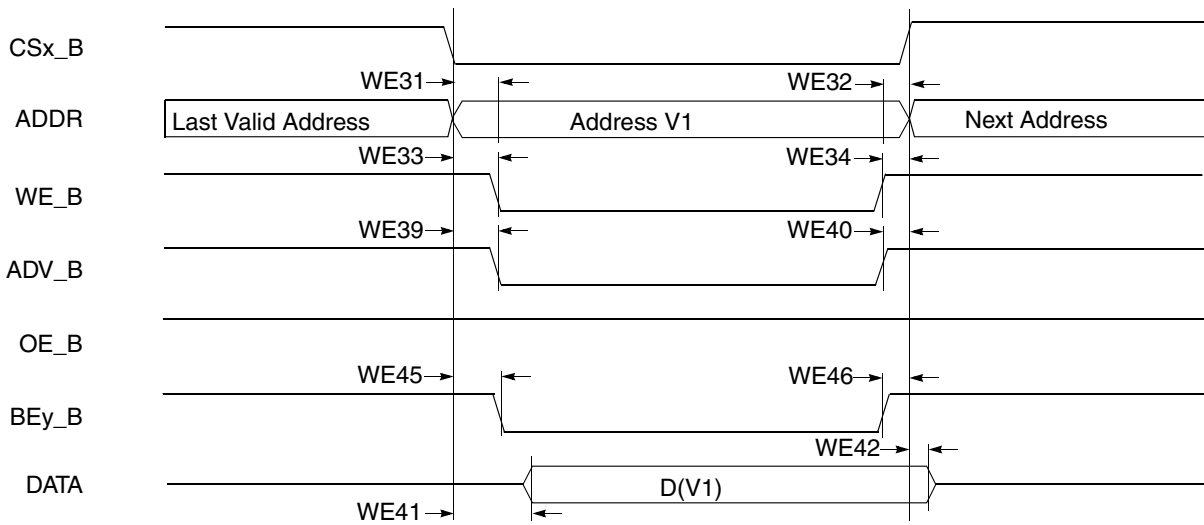 CSx_B
WE31
WE32
ADDR
Last Valid Address
Address V1
Next Address
WE33
WE34
WE_B
WE39
WE40
ADV_B
OE_B
WE45
WE46
BEy_B
WE42
DATA
D(V1)
WE41